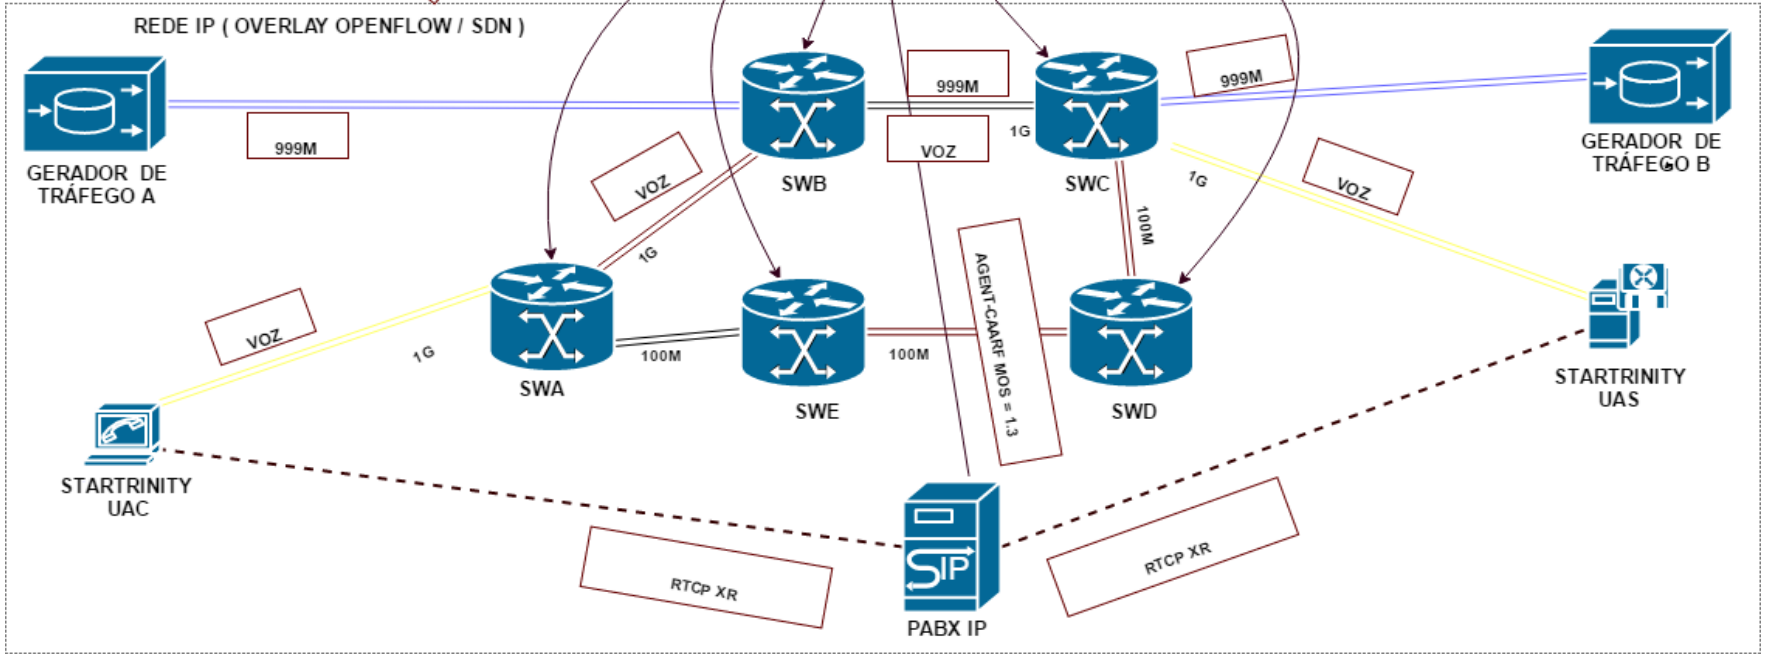 REDE IP ( OVERLAY OPENFLOW / SDN )
999M
999M
999M
1G
VOZ
GERADOR DE
TRÁFEGO A
GERADOR DE
TRÁFEGO B
SWB
SWC
VOZ
1G
VOZ
1G
100M
AGENT-CAARF MOS = 1.3
VOZ
1G
100M
100M
SWA
SWE
SWD
STARTRINITY
UAS
STARTRINITY
UAC
RTCP XR
RTCP XR
SIP
PABX IP